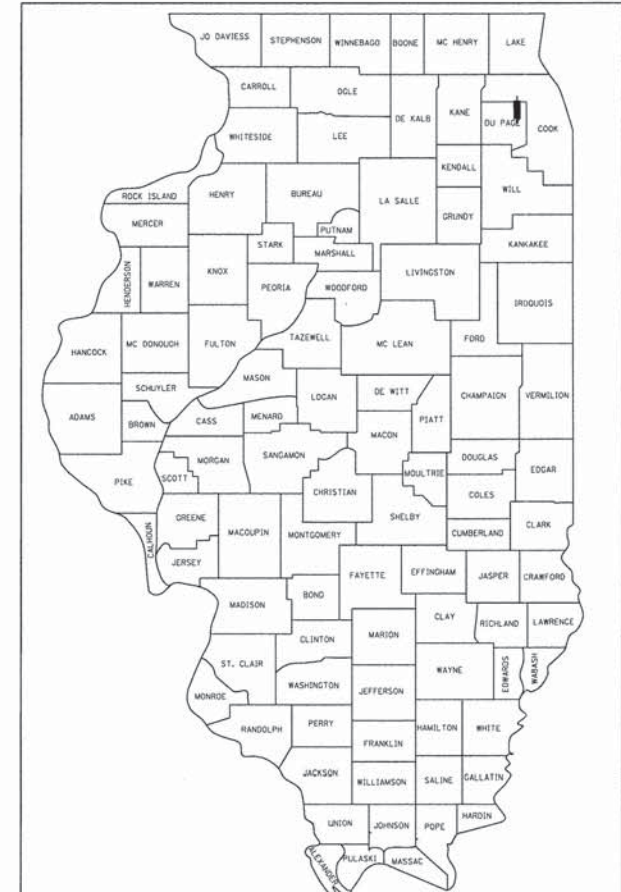 JO DAVIESS STEPHENSON WINNEBAGO BOONE MC HENRY LAKE
CARROLL OGLE DE KALB KANE DU PAGE COOK
WHITESIDE LEE
KENDALL WILL
ROCK ISLAND HENRY BUREAU LA SALLE GRUNDY
MERCER PUTNAM KANKAKEE
STARK MARSHALL
HENDERSON WARREN KNOX PEORIA WOODFORD LIVINGSTON IROQUOIS
HANCOCK MC DONOUGH FULTON TAZEWELL MC LEAN FORD
MASON
SCHUYLER LOGAN DE WITT CHAMPAIGN VERMILION
ADAMS BROWN CASS MENARD PIATT
MACON
PIKE SCOTT MORGAN SANGAMON MOULTRIE DOUGLAS EDGAR
CHRISTIAN COLES
CALHOUN GREENE MACOUPIN MONTGOMERY SHELBY CUMBERLAND CLARK
JERSEY FAYETTE EFFINGHAM JASPER CRAWFORD
MADISON BOND
CLAY RICHLAND LAWRENCE
CLINTON MARION
ST. CLAIR WAYNE EDWARDS WABASH
MONROE WASHINGTON JEFFERSON
RANDOLPH PERRY HAMILTON WHITE
FRANKLIN
JACKSON WILLIAMSON SALINE GALLATIN
UNION JOHNSON POPE HARDIN
ALEXANDER PULASKI MASSAC